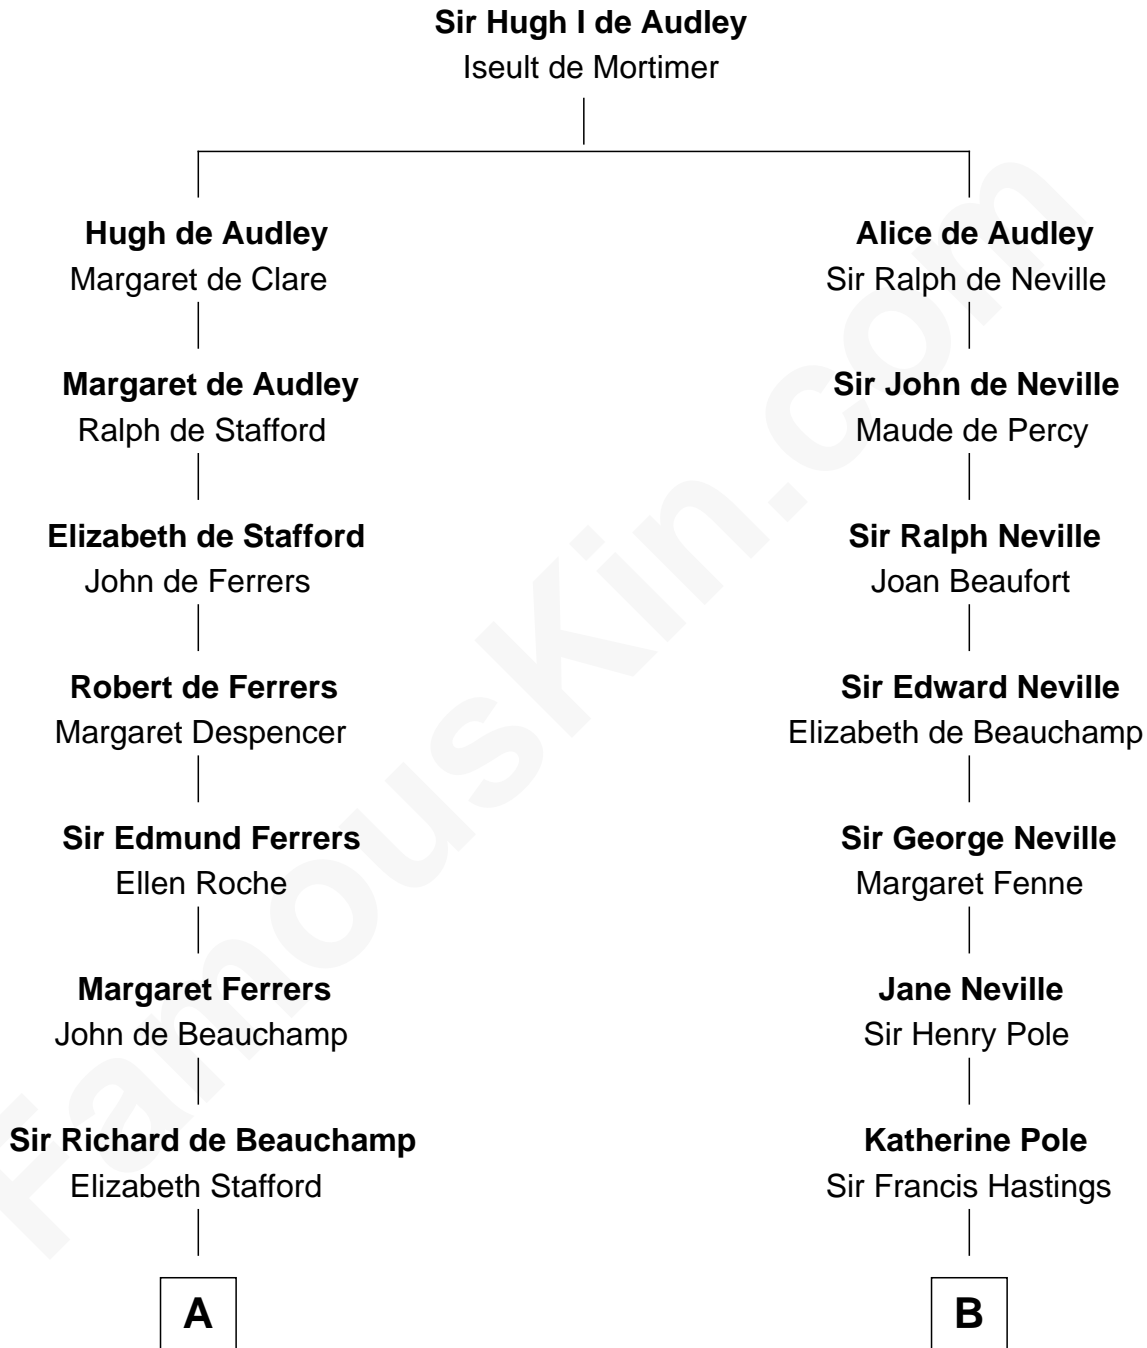 Sir Hugh I de Audley
Iseult de Mortimer
Hugh de Audley
Margaret de Clare
Alice de Audley
Sir Ralph de Neville
Margaret de Audley
Ralph de Stafford
Sir John de Neville
Maude de Percy
Elizabeth de Stafford
John de Ferrers
Sir Ralph Neville
Joan Beaufort
Robert de Ferrers
Margaret Despencer
Sir Edward Neville
Elizabeth de Beauchamp
Sir Edmund Ferrers
Ellen Roche
Sir George Neville
Margaret Fenne
Margaret Ferrers
John de Beauchamp
Jane Neville
Sir Henry Pole
Sir Richard de Beauchamp
Elizabeth Stafford
Katherine Pole
Sir Francis Hastings
A
B
FamousKin.com